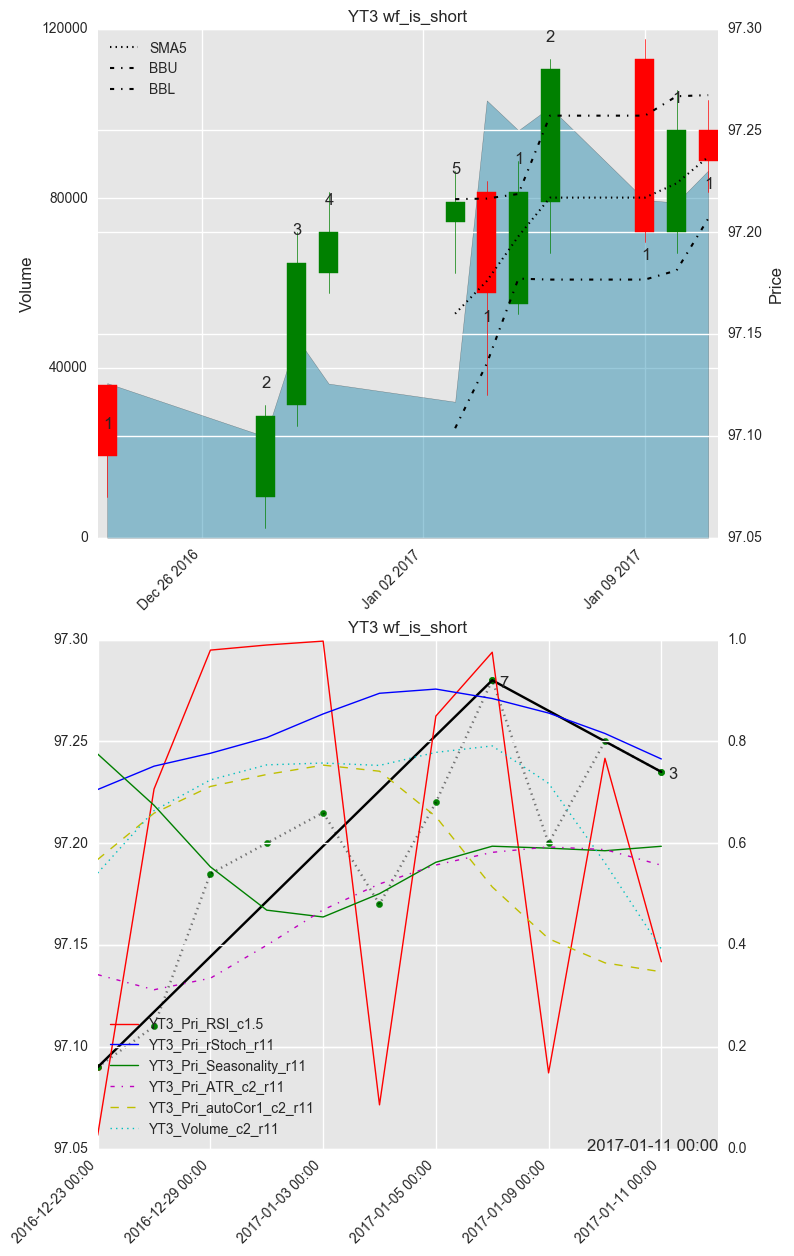 YT3 wf_is_short
120000
97.30
SMA5
BBU
BBL
2
1
1
97.25
5
4
3
1
80000
97.20
1
Volume
Price
1
97.15
40000
2
1
97.10
0
97.05
Dec 26 2016
Jan 02 2017
Jan 09 2017
YT3 wf_is_short
97.30
1.0
7
97.25
0.8
3
97.20
0.6
97.15
0.4
97.10
0.2
YT3_Pri_RSI_c1.5
YT3_Pri_rStoch_r11
YT3_Pri_Seasonality_r11
YT3_Pri_ATR_c2_r11
YT3_Pri_autoCor1_c2_r11
YT3_Volume_c2_r11
2017-01-11 00:00
97.05
0.0
2016-12-23 00:00
2016-12-29 00:00
2017-01-03 00:00
2017-01-05 00:00
2017-01-09 00:00
2017-01-11 00:00